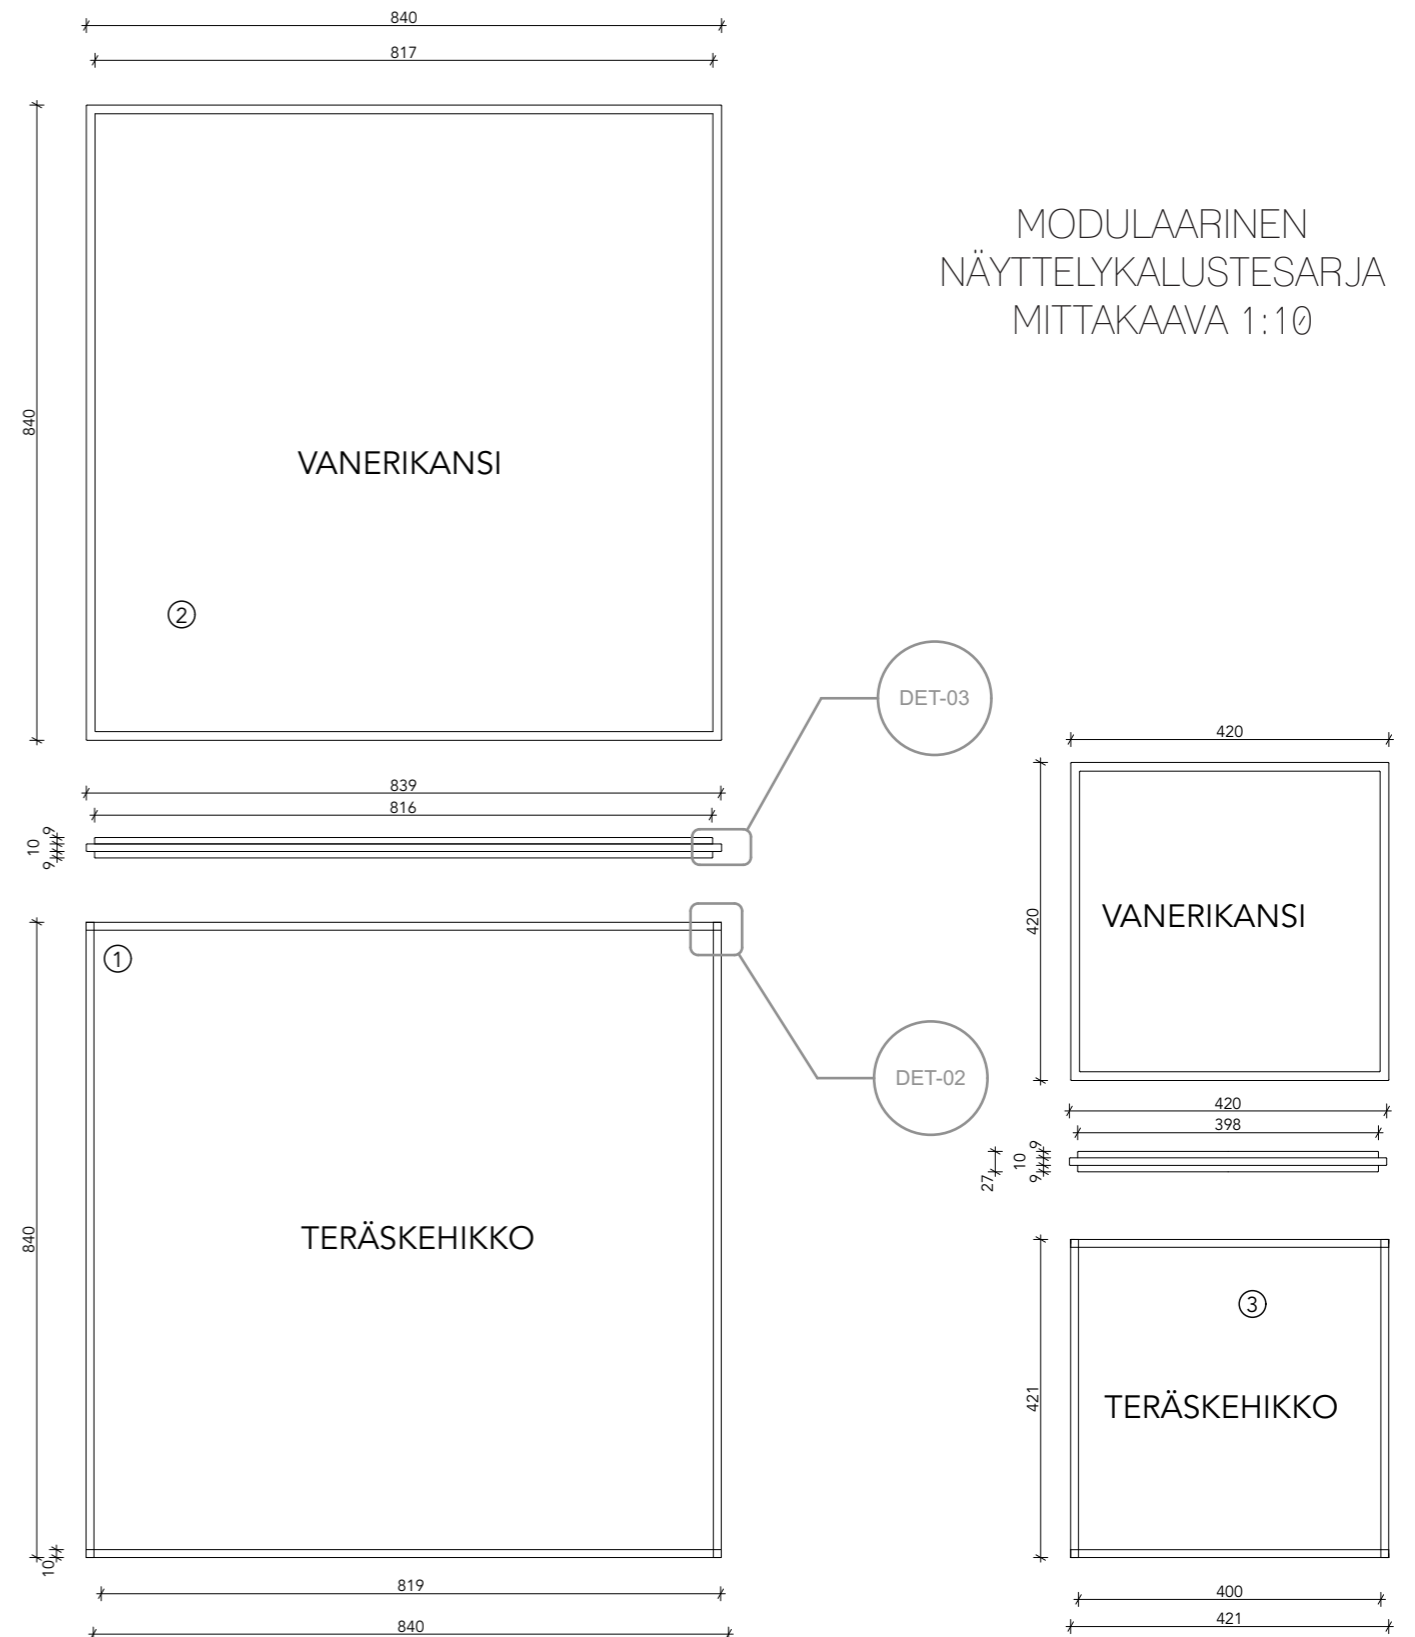 840
817
840
VANERIKANSI
2
MODULAARINEN
NÄYTTELYKALUSTESARJA
MITTAKAAVA 1:10
DET-03
839
816
9
10
9
840
1
TERÄSKEHIKKO
10
819
840
DET-02
420
420
VANERIKANSI
420
398
9
10
9
27
421
3
TERÄSKEHIKKO
400
421